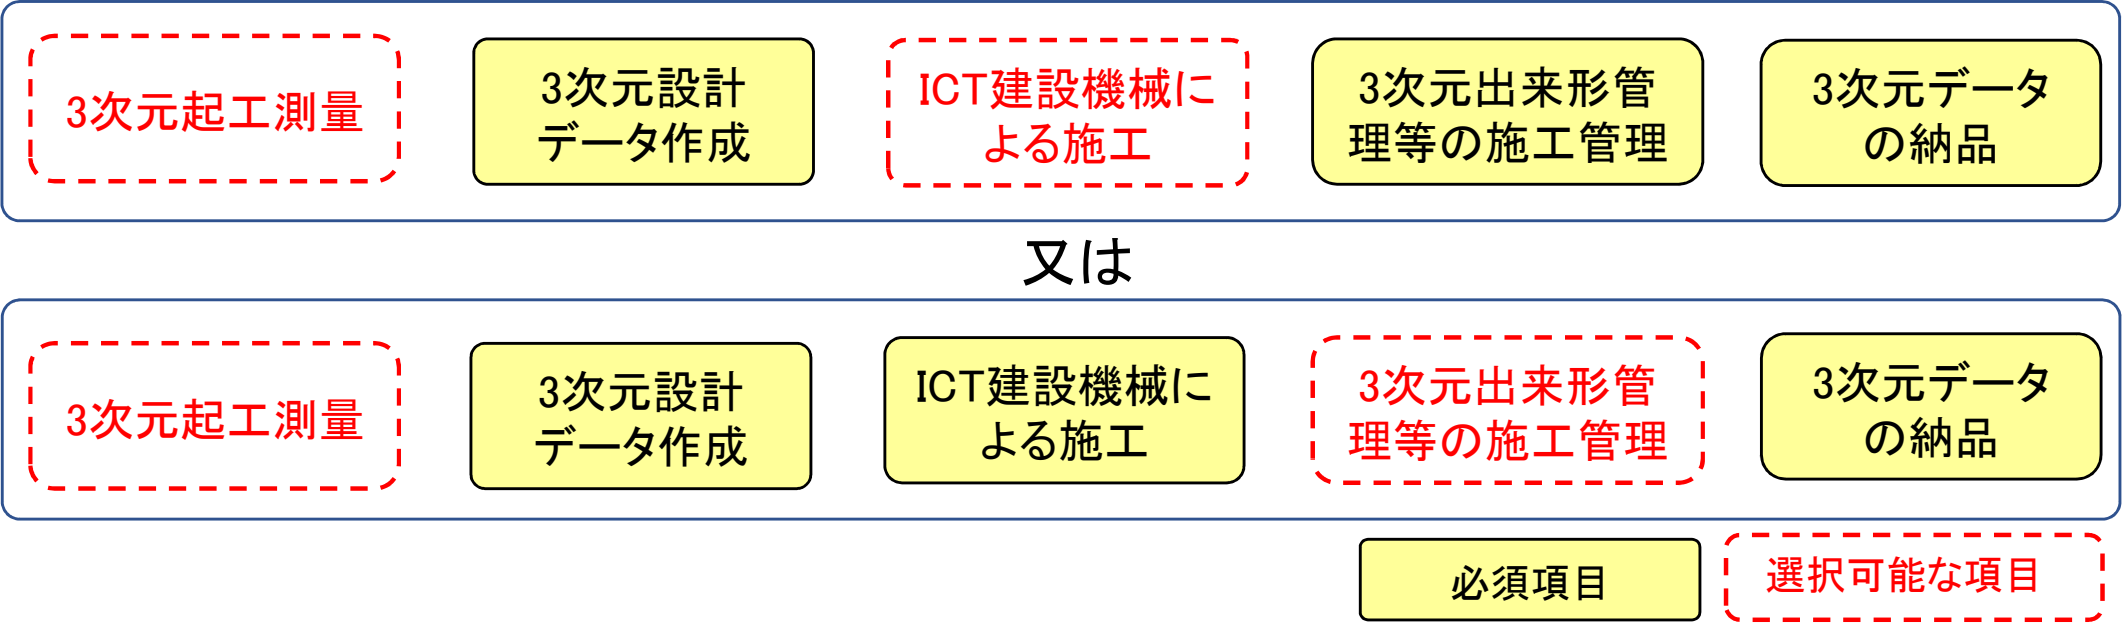 3次元起工測量
3次元設計
データ作成
ICT建設機械に
よる施工
3次元出来形管
理等の施工管理
3次元データ
の納品
又は
3次元起工測量
3次元設計
データ作成
ICT建設機械に
よる施工
3次元出来形管
理等の施工管理
3次元データ
の納品
必須項目
選択可能な項目